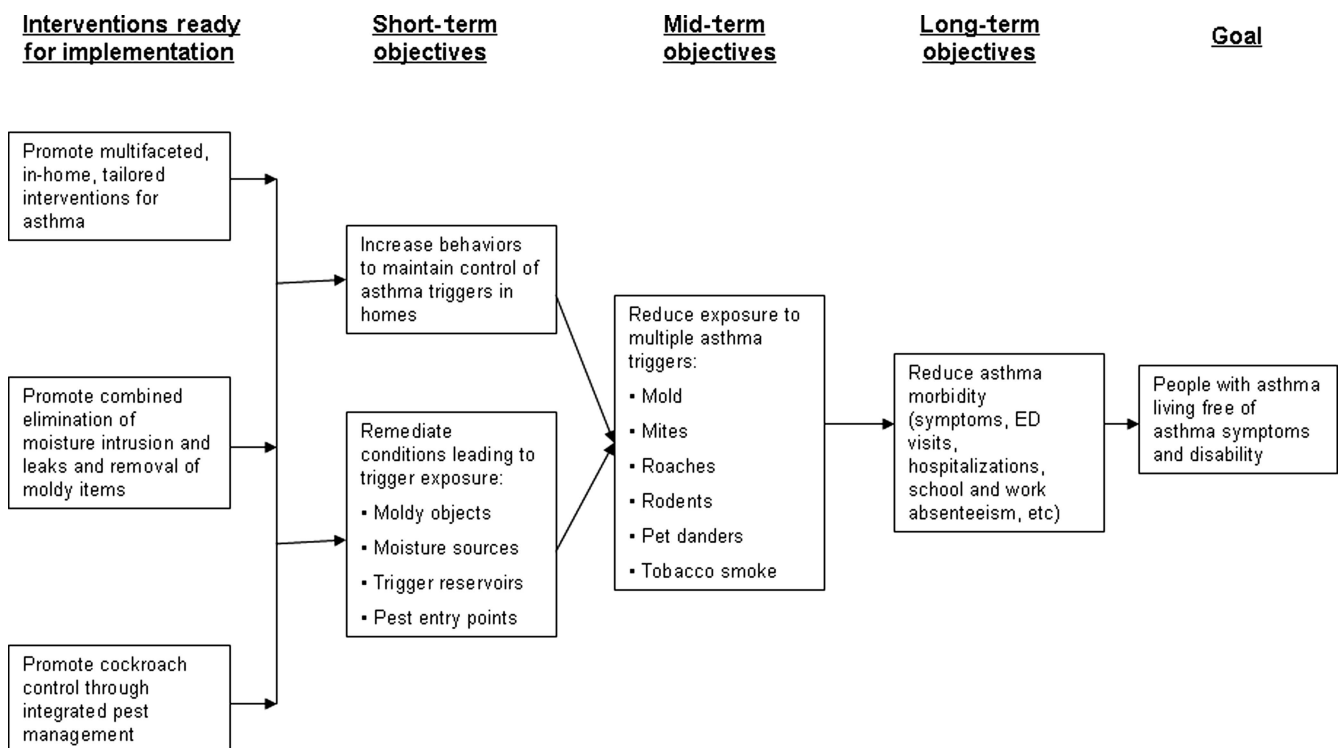 Interventions ready
for implementation
Short-term
objectives
Mid-term
objectives
Long-term
objectives
Goal
Promote multifaceted,
in-home, tailored
interventions for
asthma
Promote combined
elimination of
moisture intrusion and
leaks and removal of
moldy items
Promote cockroach
control through
integrated pest
management
Increase behaviors
to maintain control of
asthma triggers in
homes
Remediate
conditions leading to
trigger exposure:
▪ Moldy objects
▪ Moisture sources
▪ Trigger reservoirs
▪ Pest entry points
Reduce exposure to
multiple asthma
triggers:
▪ Mold
▪ Mites
▪ Roaches
▪ Rodents
▪ Pet danders
▪ Tobacco smoke
Reduce asthma
morbidity
(symptoms, ED
visits,
hospitalizations,
school and work
absenteeism, etc)
People with asthma
living free of
asthma symptoms
and disability